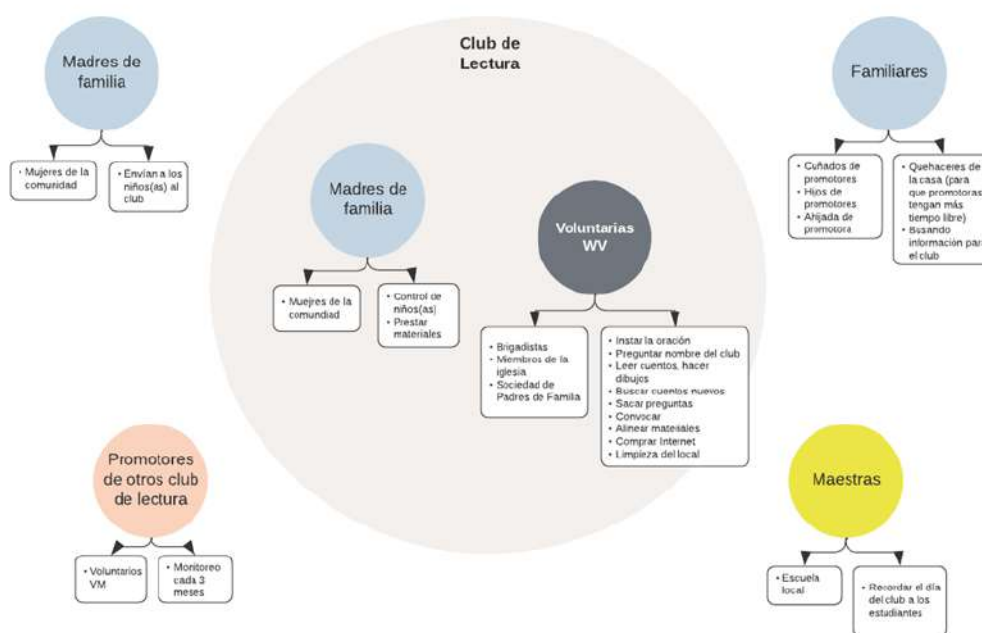 Club de
Lectura
Madres de
familia
• Mujeres de la
comunidad
• Envían a los
niños(as) al
club
Familiares
• Cuñados de
promotores
• Hijos de
promotores
• Ahijada de
promotora
• Quehaceres de
la casa (para
que promotoras
tengan más
tiempo libre)
• Busando
información para
el club
Madres de
familia
• Muejres de la
comundiad
• Control de
niños(as)
• Prestar
materiales
Voluntarias
WV
• Brigadistas
• Miembros de la
iglesia
• Sociedad de
Padres de Familia
• Instar la oración
• Preguntar nombre del club
• Leer cuentos, hacer
dibujos
• Buscar cuentos nuevos
• Sacar preguntas
• Convocar
• Alinear materiales
• Comprar Internet
• Limpieza del local
Promotores
de otros club
de lectura
• Voluntarios
VM
• Monitoreo
cada 3
meses
Maestras
• Escuela
local
• Recordar el día
del club a los
estudiantes